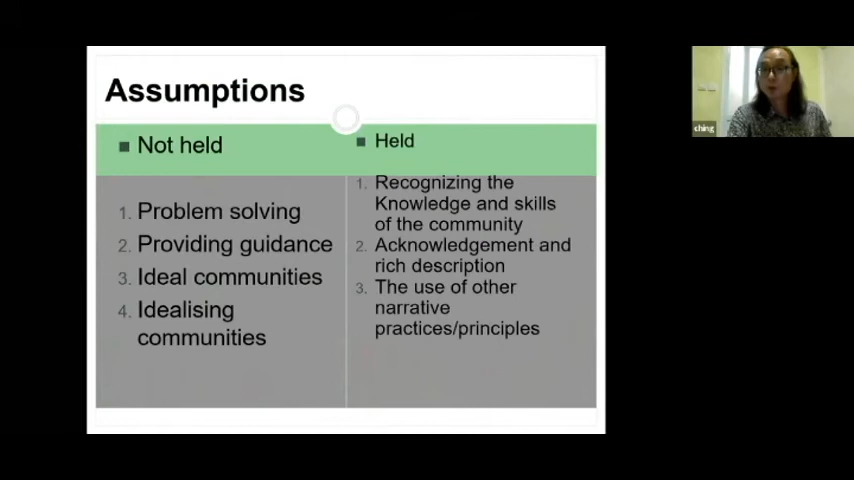 Assumptions
Not held
1. Problem solving
2. Providing guidance
3. Ideal communities
4. Idealising
communities
Held
1. Recognizing the
Knowledge and skills
of the community
2. Acknowledgement and
rich description
3. The use of other
narrative
practices/principles
ching